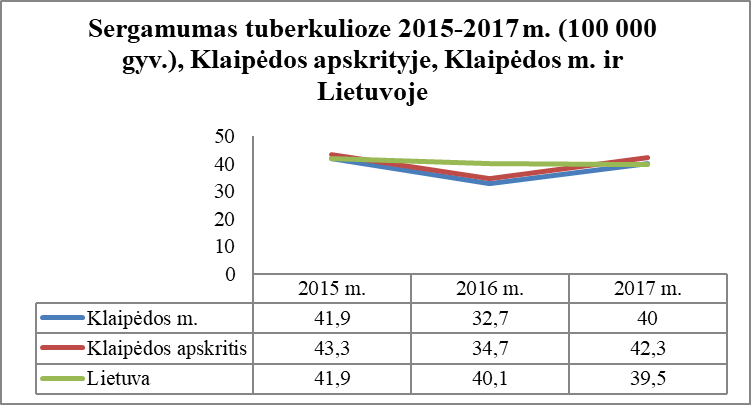 Sergamumas tuberkulioze 2015-2017 m. (100 000
gyv.), Klaipėdos apskrityje, Klaipėdos m. ir
Lietuvoje
50
40
30
20
10
0
2015 m. 2016 m. 2017 m.
Klaipėdos m. 41,9 32,7 40
Klaipėdos apskritis 43,3 34,7 42,3
Lietuva 41,9 40,1 39,5